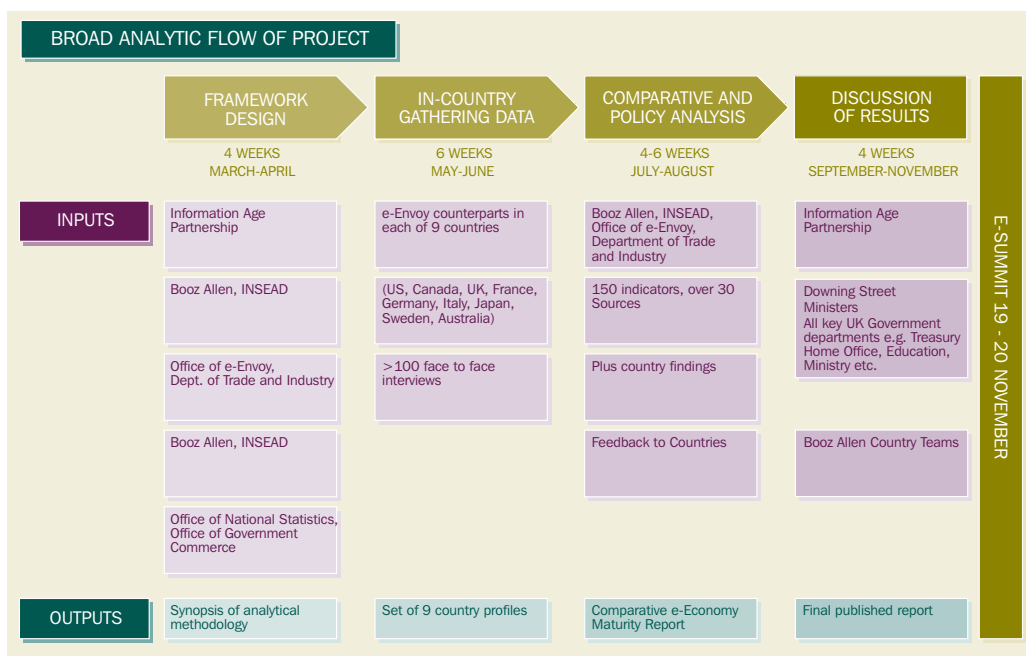 BROAD ANALYTIC FLOW OF PROJECT
FRAMEWORK
DESIGN
IN-COUNTRY
GATHERING DATA
COMPARATIVE AND
POLICY ANALYSIS
DISCUSSION
OF RESULTS
4 WEEKS
MARCH-APRIL
6 WEEKS
MAY-JUNE
4-6 WEEKS
JULY-AUGUST
4 WEEKS
SEPTEMBER-NOVEMBER
INPUTS
Information Age
Partnership
Booz Allen, INSEAD
Office of e-Envoy,
Dept. of Trade and Industry
Booz Allen, INSEAD
Office of National Statistics,
Office of Government
Commerce
e-Envoy counterparts in
each of 9 countries
(US, Canada, UK, France,
Germany, Italy, Japan,
Sweden, Australia)
>100 face to face
interviews
Booz Allen, INSEAD,
Office of e-Envoy,
Department of Trade
and Industry
150 indicators, over 30
Sources
Plus country findings
Feedback to Countries
Information Age
Partnership
Downing Street
Ministers
All key UK Government
departments e.g. Treasury
Home Office, Education,
Ministry etc.
Booz Allen Country Teams
OUTPUTS
Synopsis of analytical
methodology
Set of 9 country profiles
Comparative e-Economy
Maturity Report
Final published report
E-SUMMIT 19 - 20 NOVEMBER